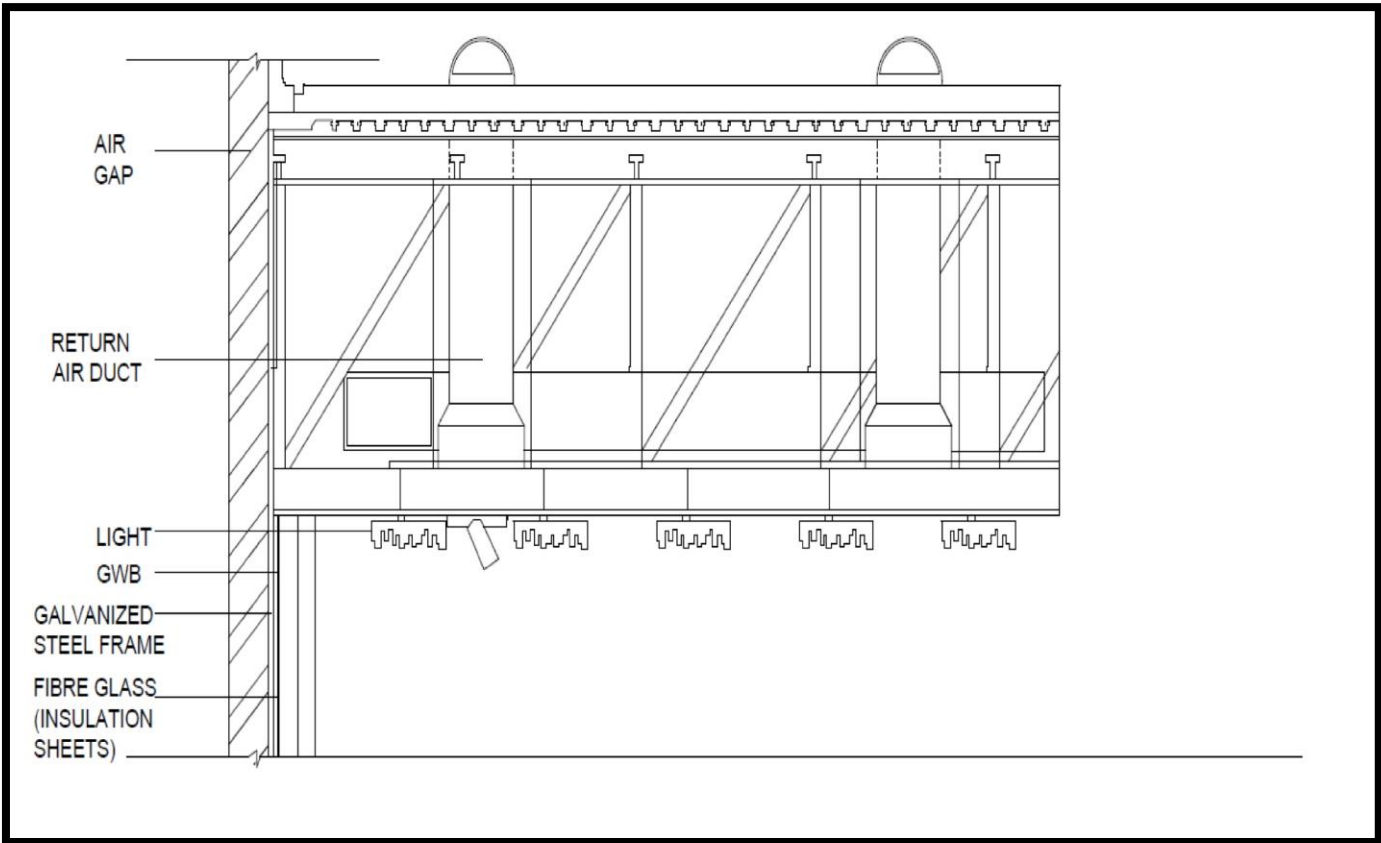 AIR
GAP
RETURN
AIR DUCT
LIGHT
GWB
GALVANIZED
STEEL FRAME
FIBRE GLASS
(INSULATION
SHEETS)